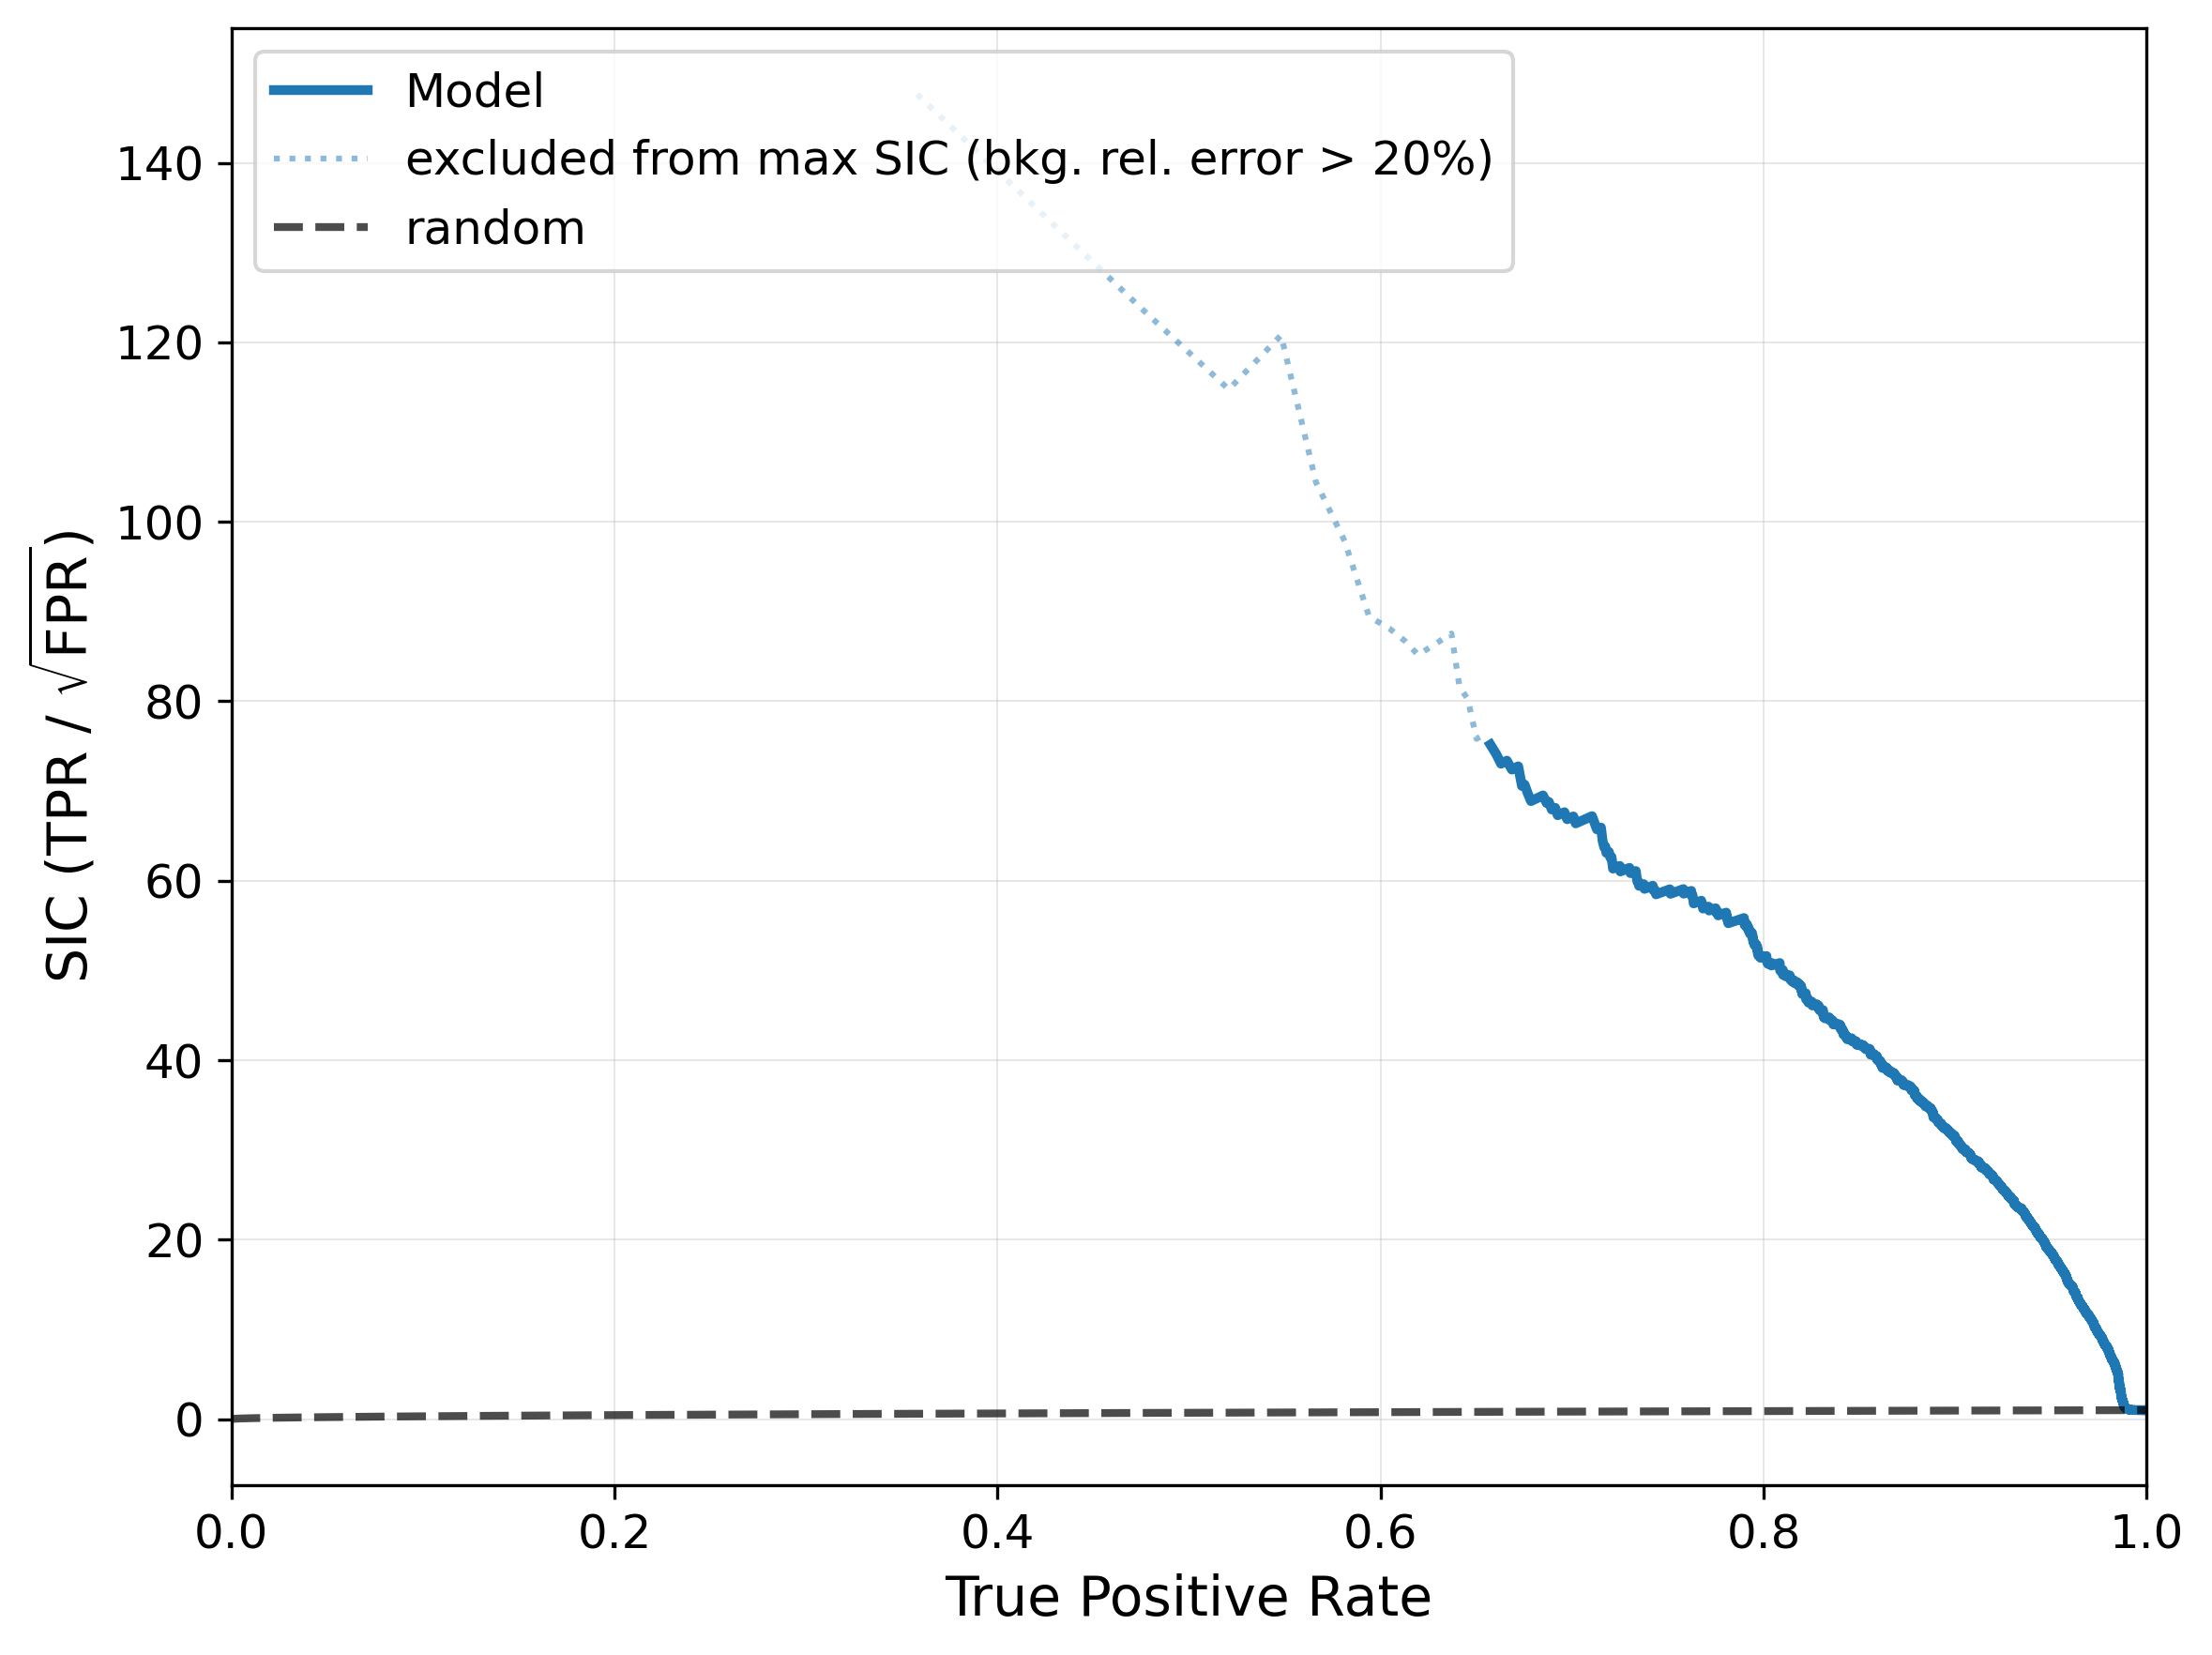 Model
excluded from max SIC (bkg. rel. error > 20%)
random
140
120
100
80
60
40
20
0
SIC (TPR / √FPR)
0.0 0.2 0.4 0.6 0.8 1.0
True Positive Rate